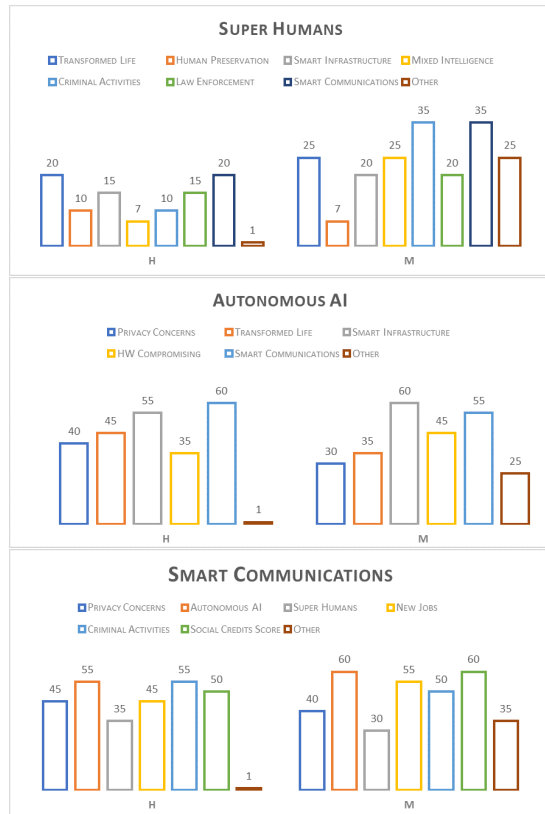 SUPER HUMANS
TRANSFORMED LIFE HUMAN PRESERVATION SMART INFRASTRUCTURE MIXED INTELLIGENCE
CRIMINAL ACTIVITIES LAW ENFORCEMENT SMART COMMUNICATIONS OTHER
35 35
25 25 25
20 20 20 20
15 15
10 7 10 1 7
H M
AUTONOMOUS AI
PRIVACY CONCERNS TRANSFORMED LIFE SMART INFRASTRUCTURE
HW COMPROMISING SMART COMMUNICATIONS OTHER
60 60
55 55
40 45 35 30 35 45 25
1
H M
SMART COMMUNICATIONS
PRIVACY CONCERNS AUTONOMOUS AI SUPER HUMANS NEW JOBS
CRIMINAL ACTIVITIES SOCIAL CREDITS SCORE OTHER
60 60
55 55 55
45 45 50 50
35 40 30 35
1
H M